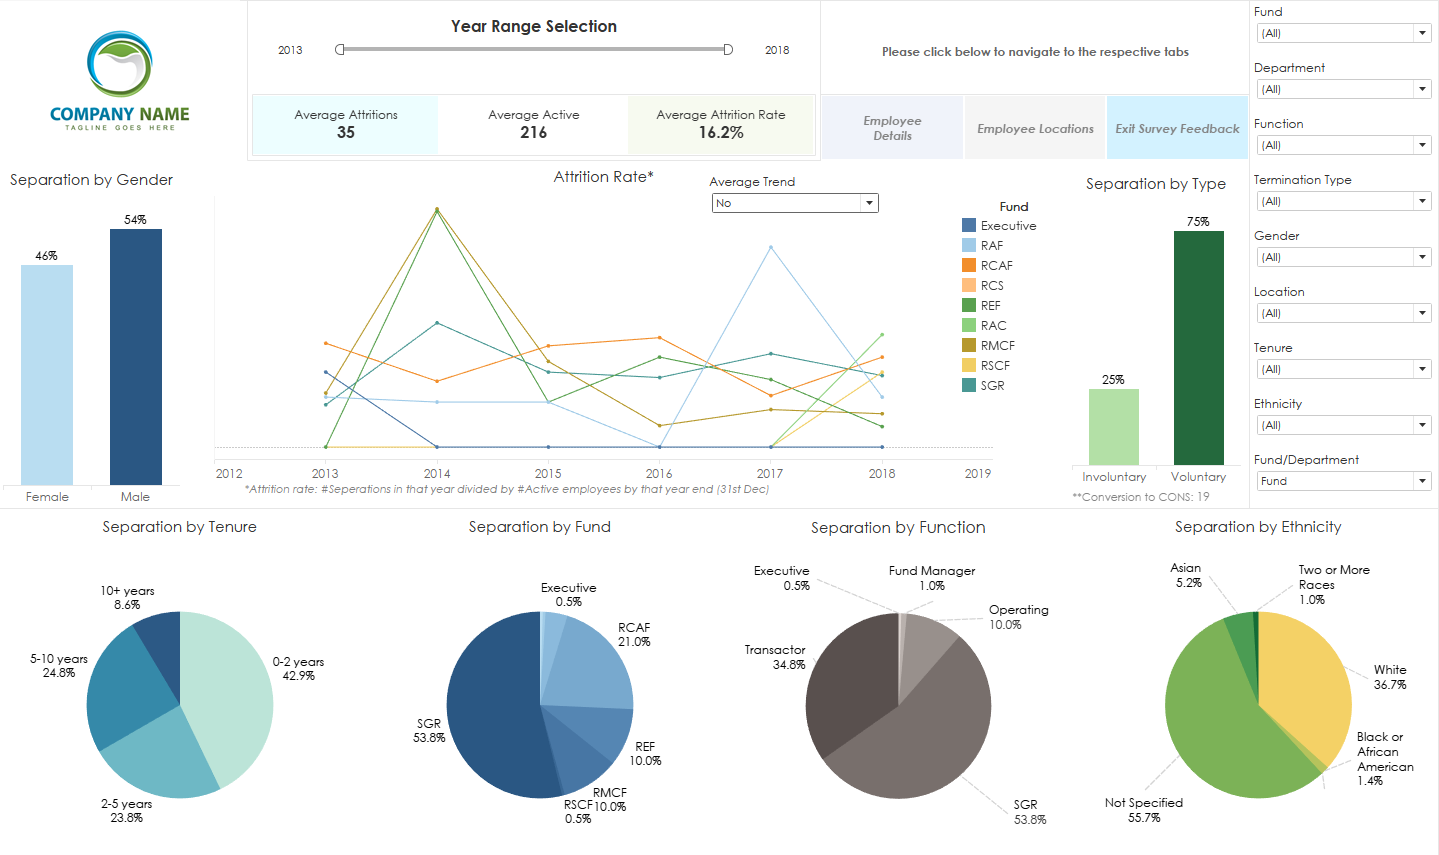 COMPANY NAME
TAGLINE GOES HERE
Year Range Selection
2013
2018
Please click below to navigate to the respective tabs
Average Attritions
35
Average Active
216
Average Attrition Rate
16.2%
Employee
Details
Employee Locations
Exit Survey Feedback
Fund
(All)
Department
(All)
Function
(All)
Termination Type
(All)
Gender
(All)
Location
(All)
Tenure
(All)
Ethnicity
(All)
Fund/Department
Fund
Separation by Gender
54%
46%
Female
Male
Attrition Rate*
Average Trend
No
2012
2013
2014
2015
2016
2017
2018
2019
*Attrition rate: #Seperations in that year divided by #Active employees by that year end (31st Dec)
Fund
Executive
RAF
RCAF
RCS
REF
RAC
RMCF
RSCF
SGR
Separation by Type
75%
25%
Involuntary
Voluntary
**Conversion to CONS: 19
Separation by Tenure
10+ years
8.6%
5-10 years
24.8%
0-2 years
42.9%
2-5 years
23.8%
Separation by Fund
Executive
0.5%
RCAF
21.0%
SGR
53.8%
REF
10.0%
RMCF
10.0%
RSCF
0.5%
Separation by Function
Executive
0.5%
Fund Manager
1.0%
Operating
10.0%
Transactor
34.8%
SGR
53.8%
Separation by Ethnicity
Asian
5.2%
Two or More
Races
1.0%
White
36.7%
Black or
African
American
1.4%
Not Specified
55.7%